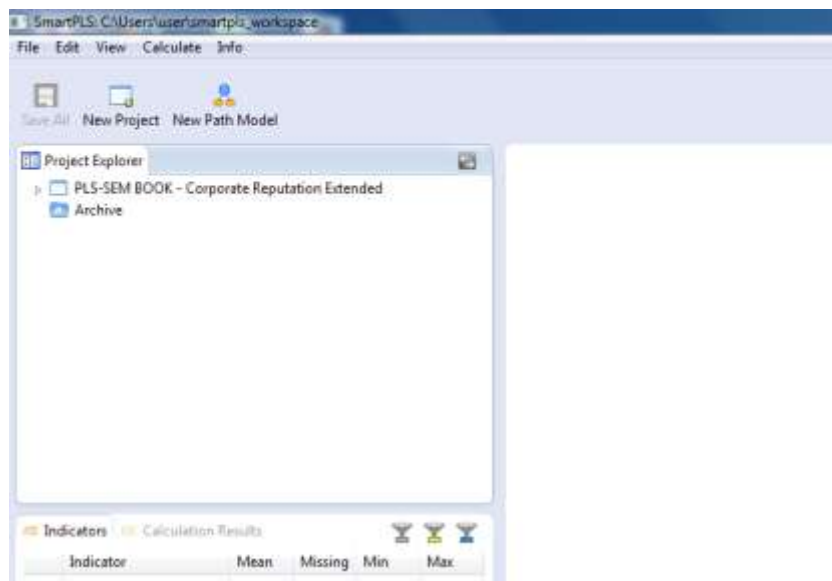 SmartPLS: C:\Users\user\smartpls_workspace
File Edit View Calculate Info
Save All New Project New Path Model
Project Explorer
PLS-SEM BOOK - Corporate Reputation Extended
Archive
Indicators Calculation Results
Indicator Mean Missing Min Max